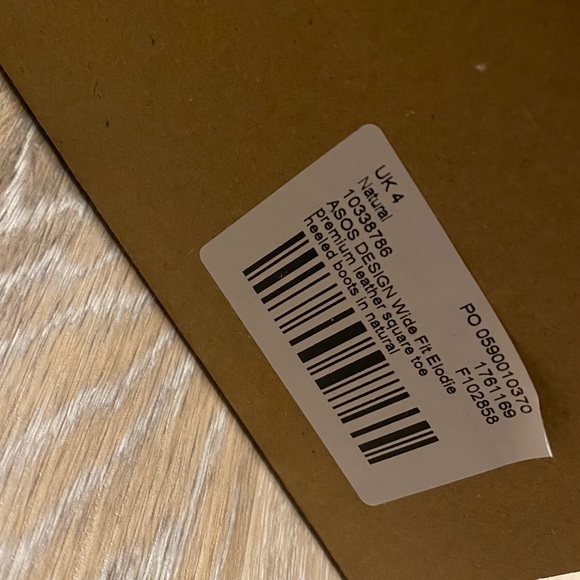 UK 4
Natural
10338786
ASOS DESIGN Wide Fit Elodie
premium leather square toe
heeled boots in natural
PO 0590010370
1761169
F102858